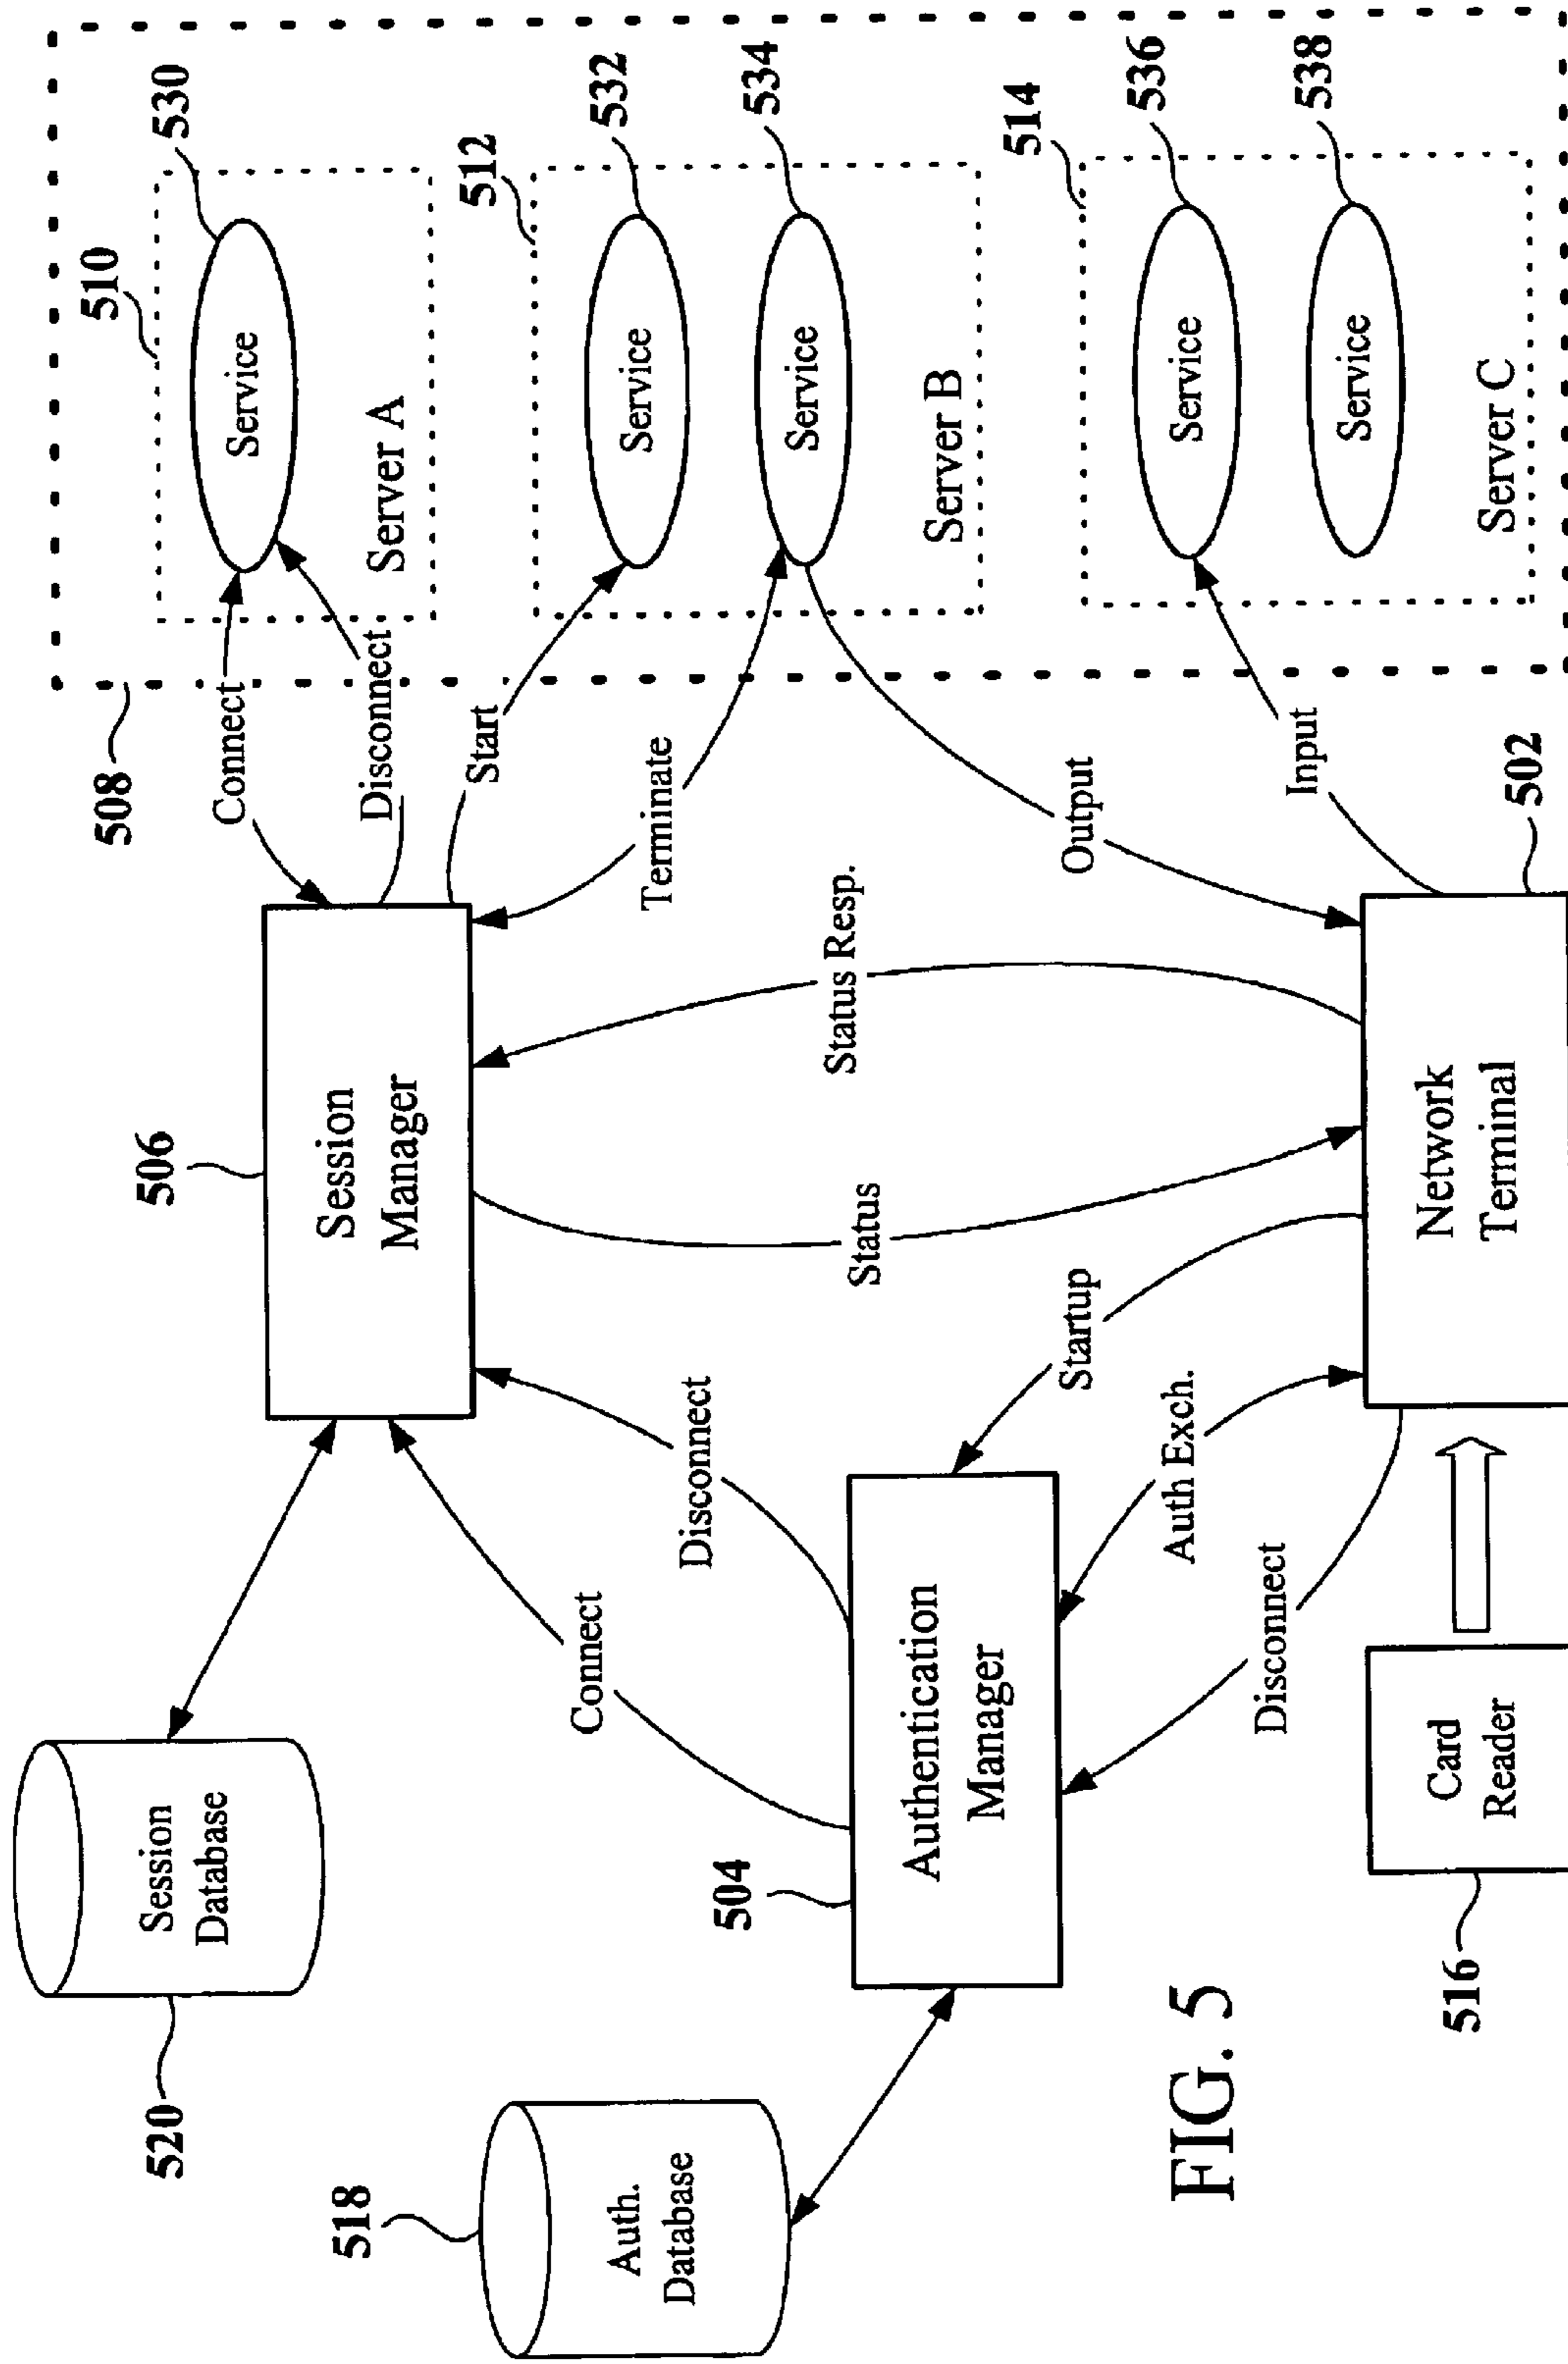 520
Session
Database
518
Auth.
Database
506
Session
Manager
504
Authentication
Manager
Connect
Disconnect
Status
Status Resp.
Startup
Auth Exch.
Disconnect
516
Card
Reader
Network
Terminal
502
508
Connect
Disconnect
Start
Terminate
Output
Input
510
530
Service
Server A
512
532
Service
534
Service
Server B
514
536
Service
538
Service
Server C
FIG. 5